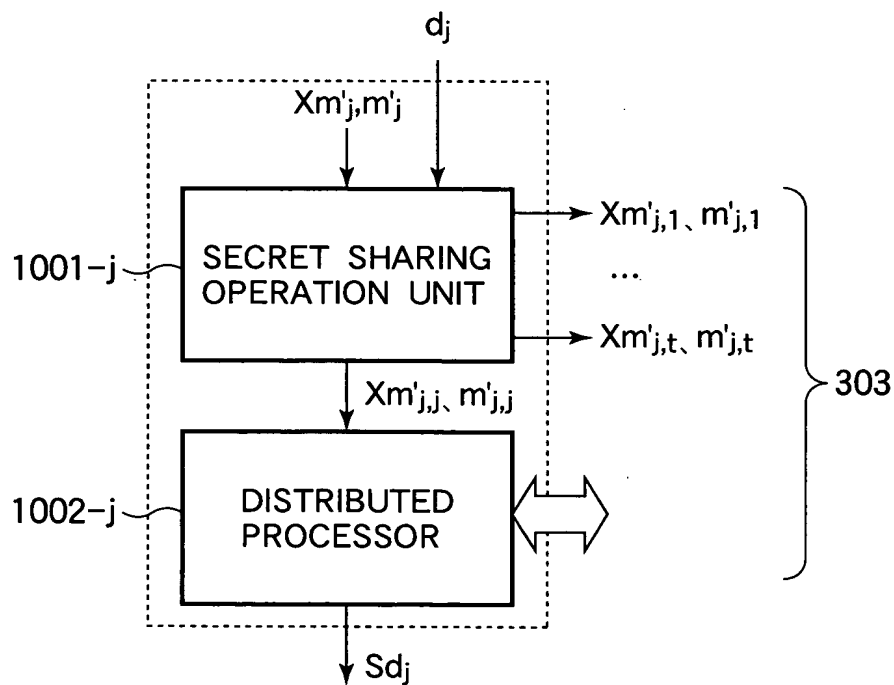 dj
Xm'j,m'j
Xm'j,1、m'j,1
...
Xm'j,t、m'j,t
1001-j
SECRET SHARING
OPERATION UNIT
303
Xm'j,j、m'j,j
1002-j
DISTRIBUTED
PROCESSOR
Sdj